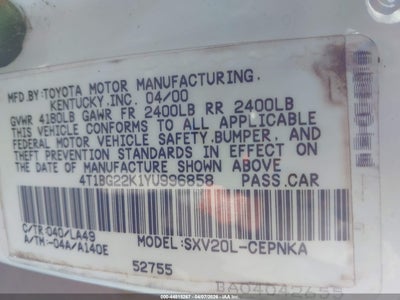 MFD.BY:TOYOTA MOTOR MANUFACTURING,
KENTUCKY,INC. 04/00
GVWR 4180LB GAWR FR 2400LB RR 2400LB
THIS VEHICLE CONFORMS TO ALL APPLICABLE
FEDERAL MOTOR VEHICLE SAFETY,BUMPER, AND
THEFT PREVENTION STANDARDS IN EFFECT ON
THE DATE OF MANUFACTURE SHOWN ABOVE.
4T1BG22K1YU996858 PASS.CAR
C/TR:040/LA49
A/TM:-04A/A140E
MODEL:SXV20L-CEPNKA
52755